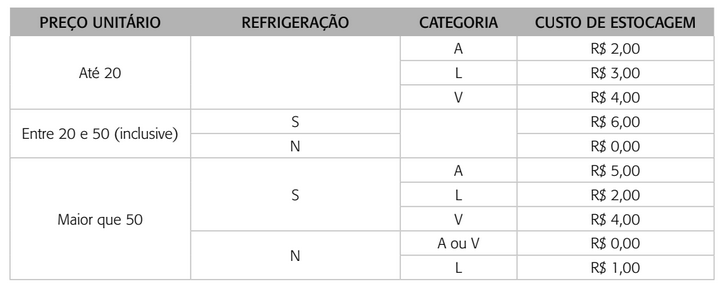 PREÇO UNITÁRIO REFRIGERAÇÃO CATEGORIA CUSTO DE ESTOCAGEM
Até 20 A R$ 2,00
L R$ 3,00
V R$ 4,00
Entre 20 e 50 (inclusive) S R$ 6,00
N R$ 0,00
Maior que 50 S A R$ 5,00
L R$ 2,00
V R$ 4,00
N A ou V R$ 0,00
L R$ 1,00